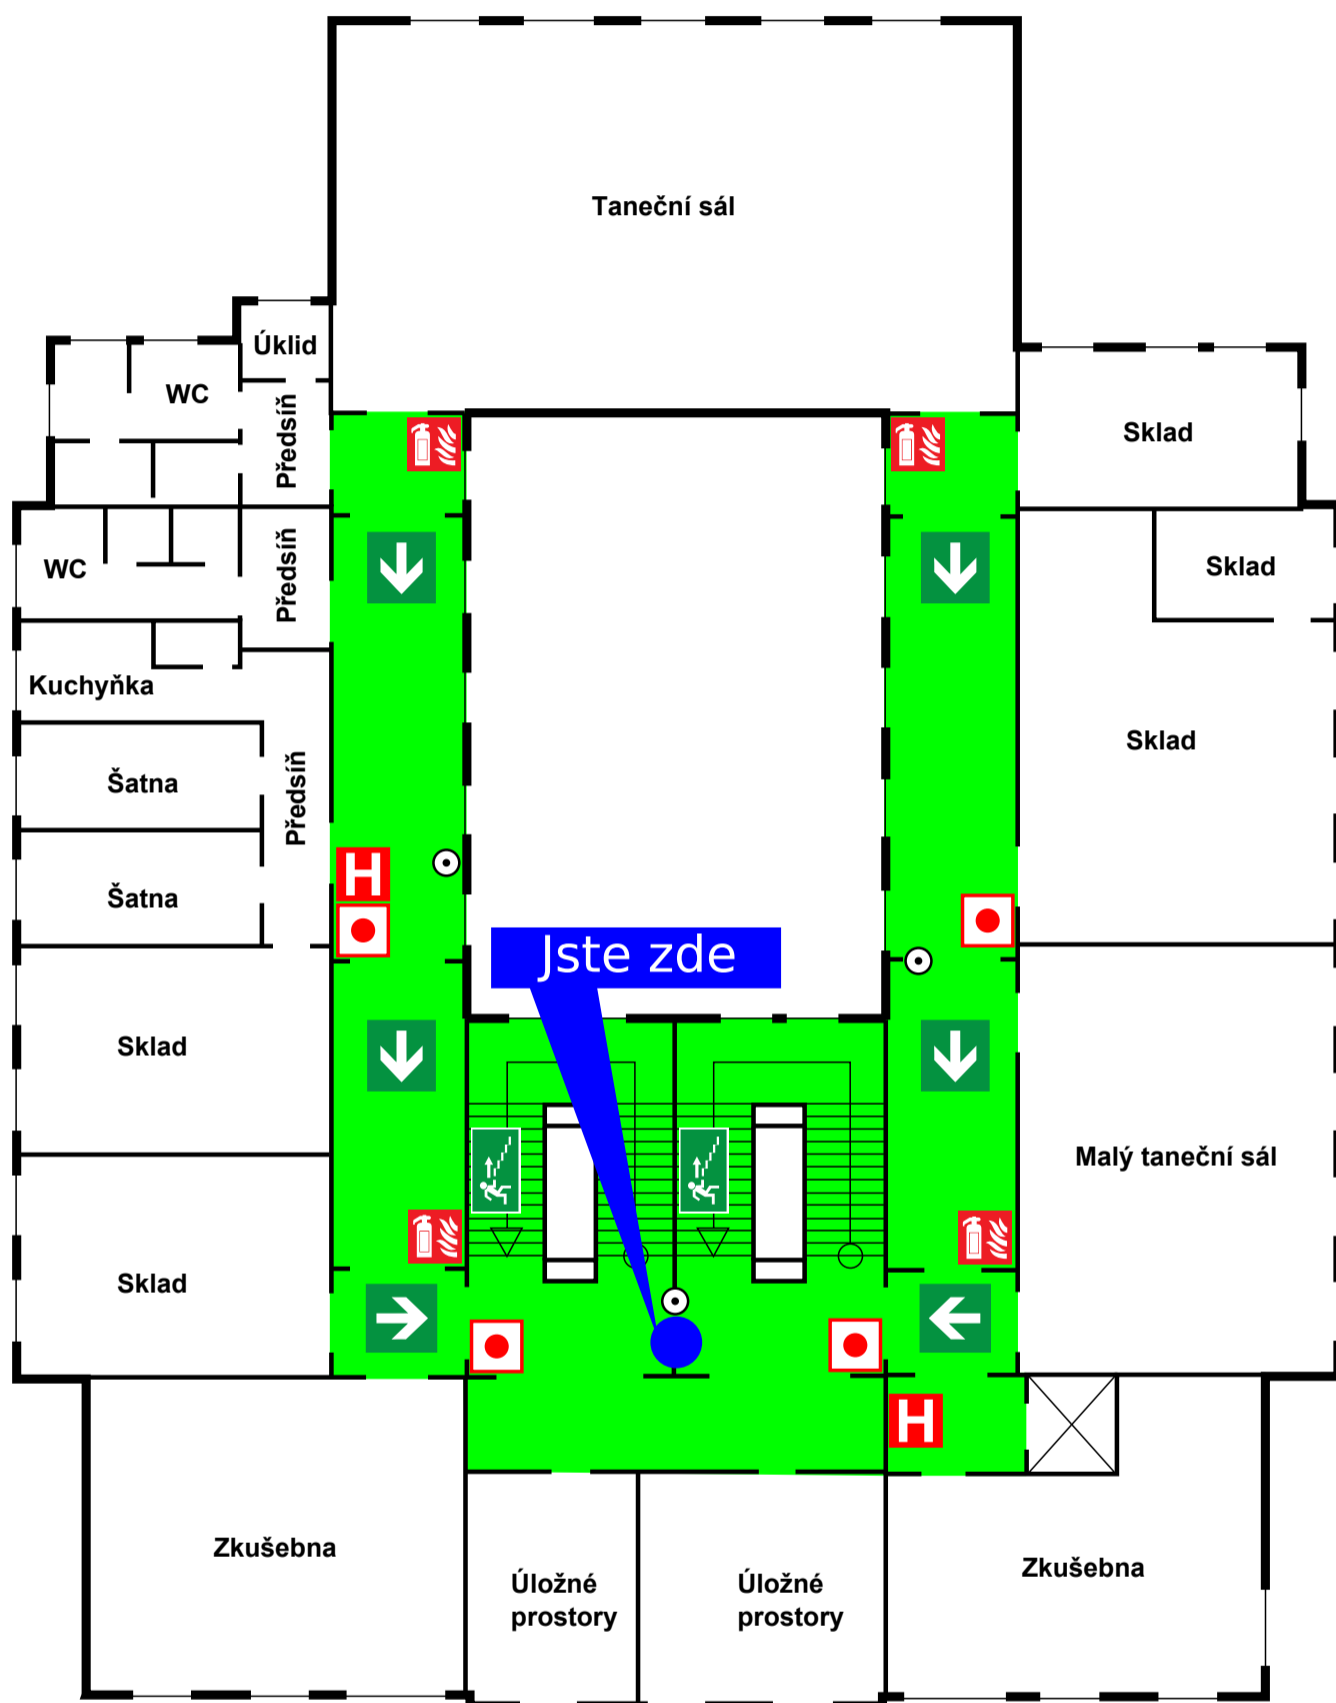 Taneční sál
Úklid
WC
Předsíň
Sklad
WC
Předsíň
Sklad
Kuchyňka
Sklad
Šatna
Předsíň
Šatna
H
Jste zde
Sklad
Malý taneční sál
Sklad
H
Zkušebna
Zkušebna
Úložné
prostory
Úložné
prostory